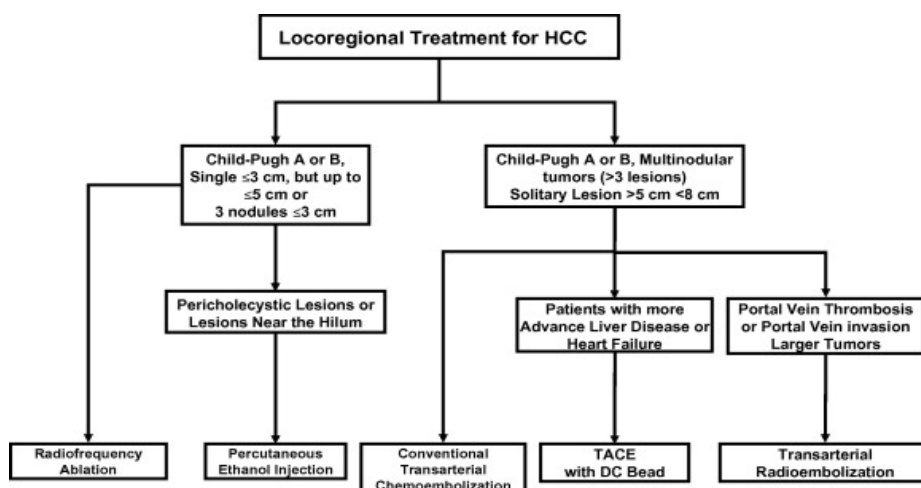 Locoregional Treatment for HCC
Child-Pugh A or B,
Single ≤3 cm, but up to
≤5 cm or
3 nodules ≤3 cm
Child-Pugh A or B, Multinodular
tumors (>3 lesions)
Solitary Lesion >5 cm <8 cm
Pericholecystic Lesions or
Lesions Near the Hilum
Patients with more
Advance Liver Disease or
Heart Failure
Portal Vein Thrombosis
or Portal Vein invasion
Larger Tumors
Radiofrequency
Ablation
Percutaneous
Ethanol Injection
Conventional
Transarterial
Chemoembolization
TACE
with DC Bead
Transarterial
Radioembolization